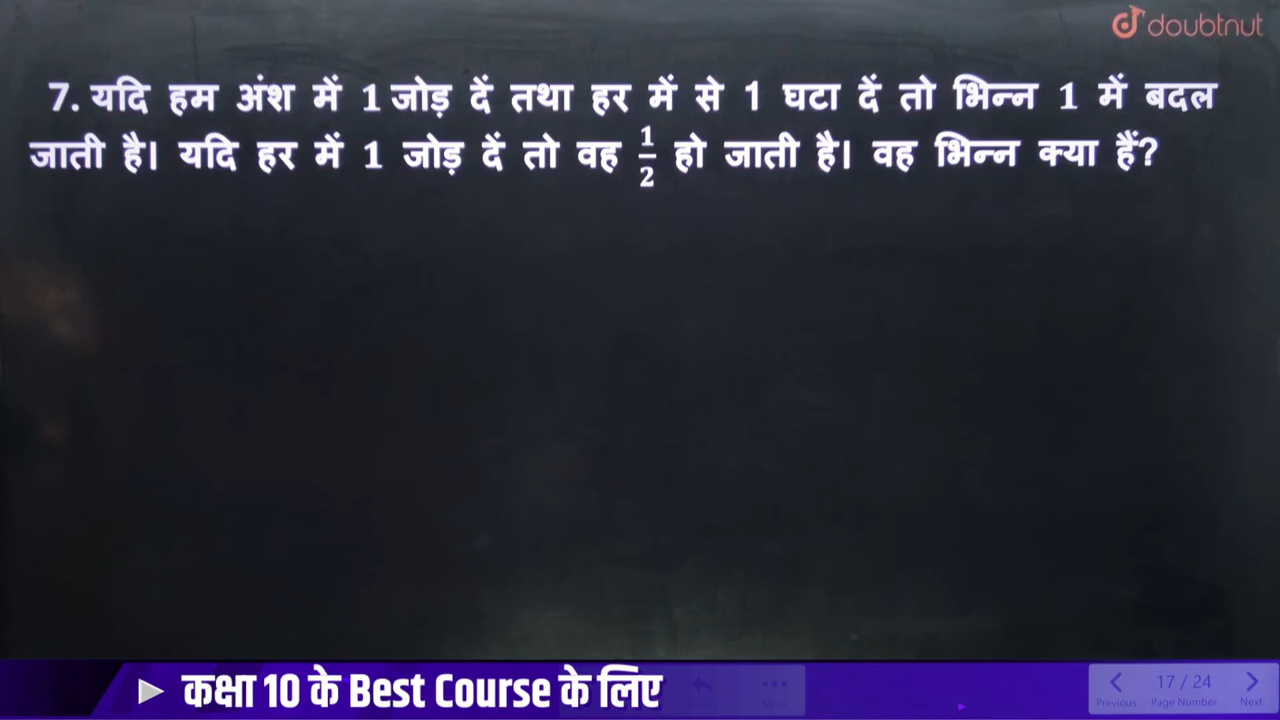 doubtnut
7. यदि हम अंश में 1 जोड़ दें तथा हर में से 1 घटा दें तो भिन्न 1 में बदल
जाती है। यदि हर में 1 जोड़ दें तो वह 1/2 हो जाती है। वह भिन्न क्या हैं?
कक्षा 10 के Best Course के लिए
17 / 24
Previous Page Number Next